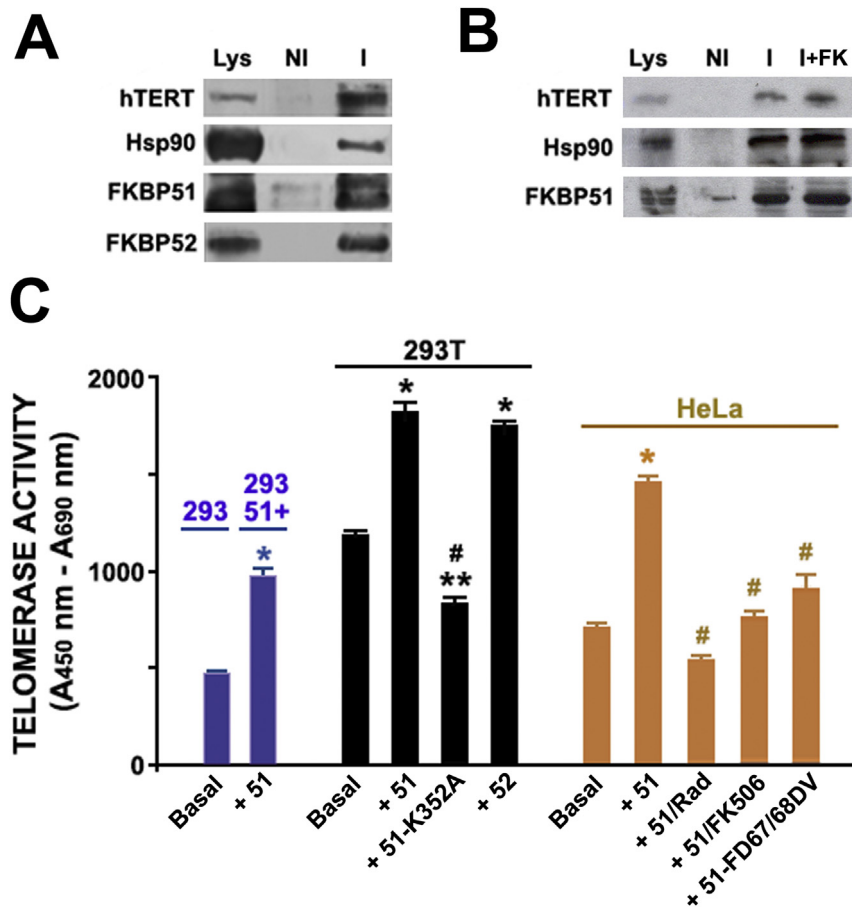 A
Lys NI I
hTERT
Hsp90
FKBP51
FKBP52
B
Lys NI I I+FK
hTERT
Hsp90
FKBP51
C
TELOMERASE ACTIVITY
(A450 nm - A690 nm)
2000
1000
0
293
293
51+
*
293T
*
#
**
*
HeLa
*
#
#
#
Basal
+ 51
Basal
+ 51
+ 51-K352A
+ 52
Basal
+ 51
+ 51/Rad
+ 51/FK506
+ 51-FD67/68DV